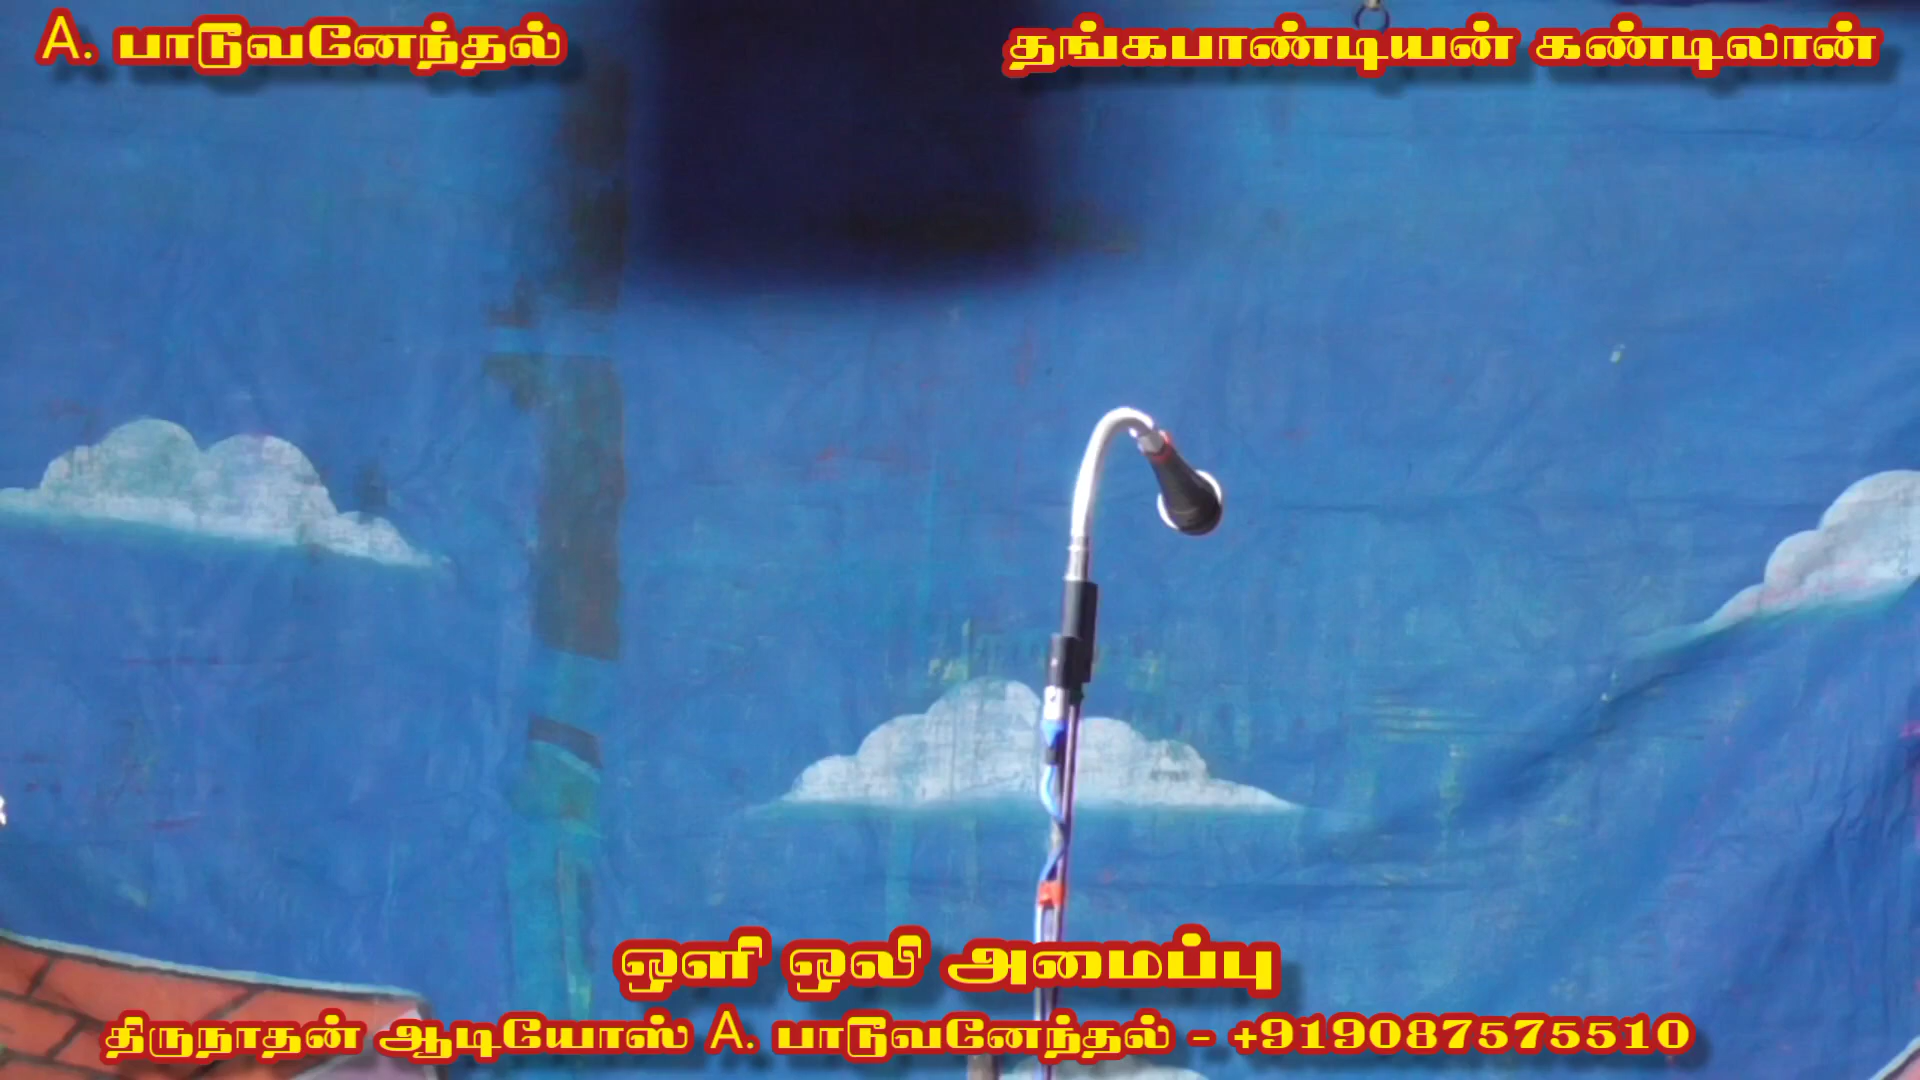 A. பாடுவனேந்தல்
தங்கபாண்டியன் கண்டிலான்
ஒளி ஒலி அமைப்பு
திருநாதன் ஆடியோஸ் A. பாடுவனேந்தல் - +919087575510